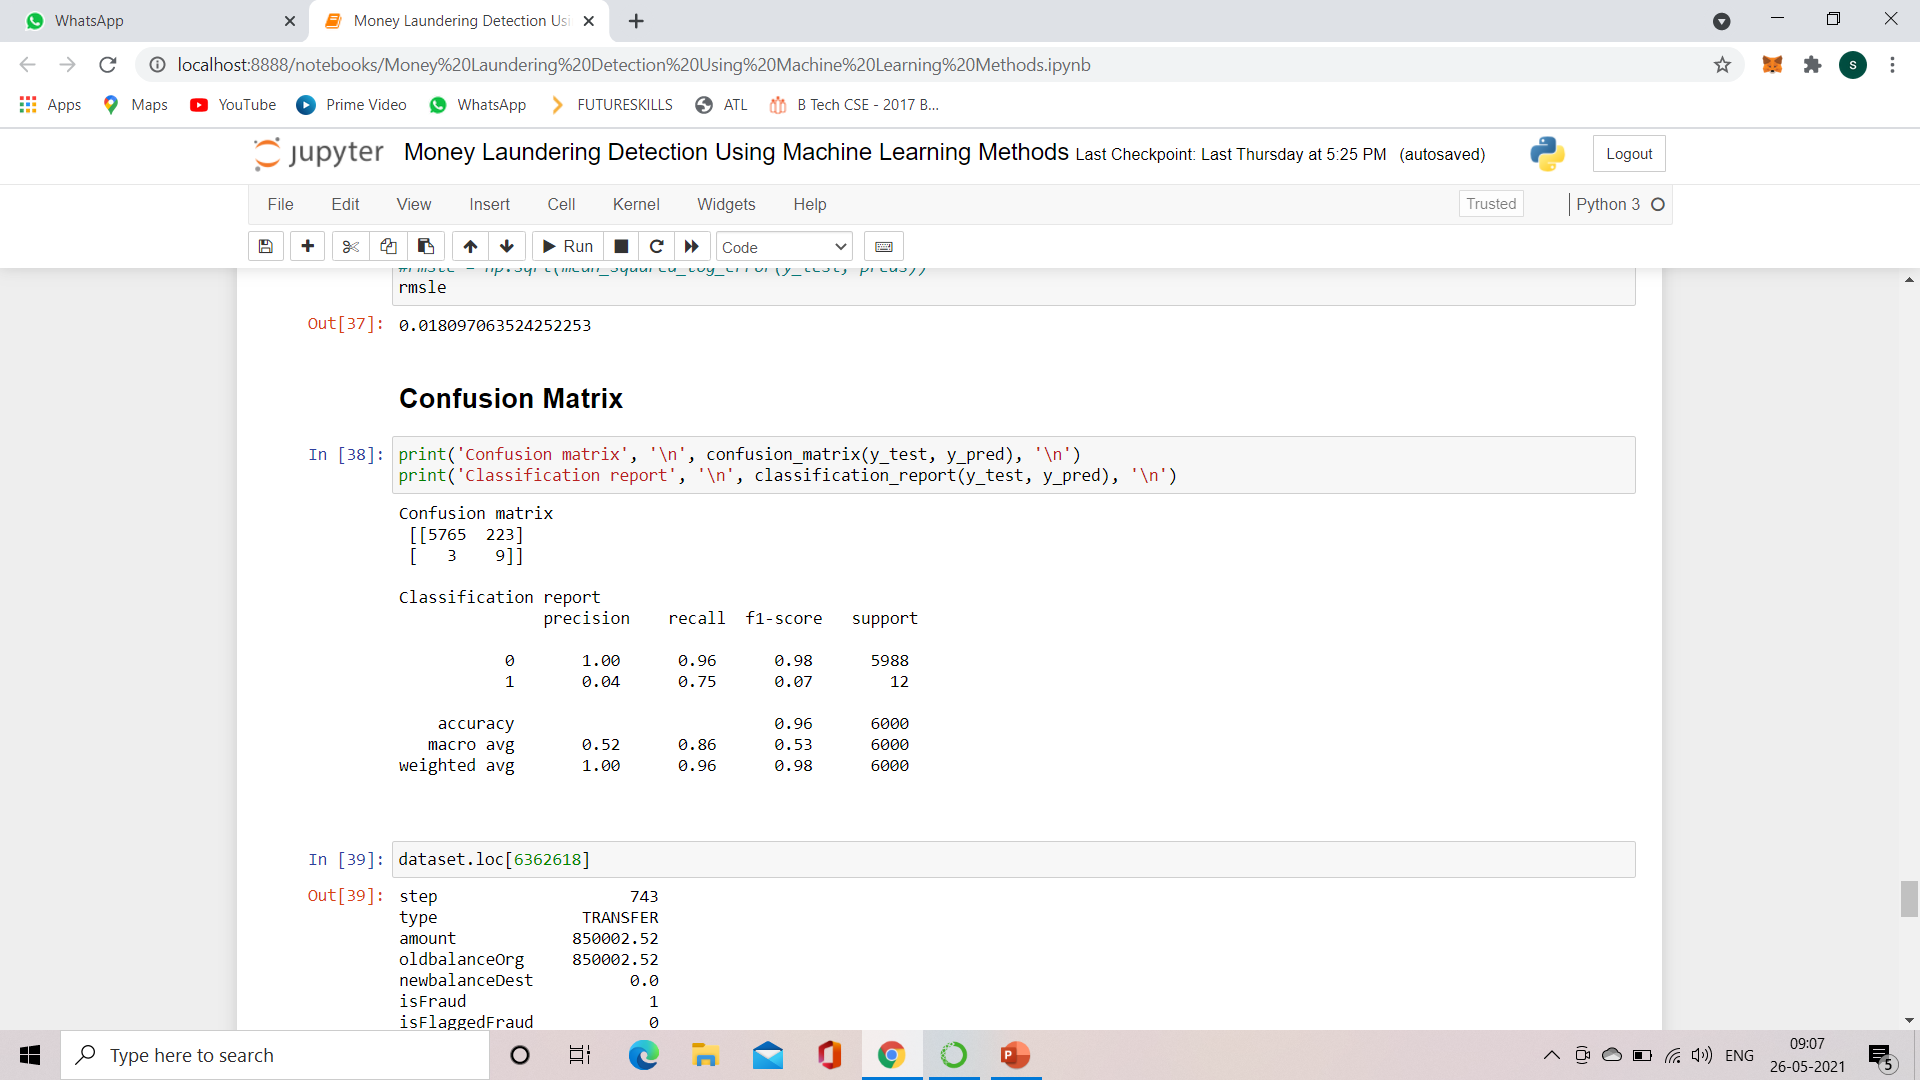 WhatsApp
Money Laundering Detection Usi
localhost:8888/notebooks/Money%20Laundering%20Detection%20Using%20Machine%20Learning%20Methods.ipynb
S
Apps Maps YouTube Prime Video WhatsApp FUTURESKILLS ATL B Tech CSE - 2017 B...
jupyter Money Laundering Detection Using Machine Learning Methods Last Checkpoint: Last Thursday at 5:25 PM (autosaved) Logout
File Edit View Insert Cell Kernel Widgets Help Trusted Python 3
Run Code
#rmsle = np.sqrt(mean_squared_log_error(y_test, preds))
rmsle
Out[37]: 0.018097063524252253
Confusion Matrix
In [38]: print('Confusion matrix', '\n', confusion_matrix(y_test, y_pred), '\n')
print('Classification report', '\n', classification_report(y_test, y_pred), '\n')
Confusion matrix
[[5765 223]
[ 3 9]]
Classification report
precision recall f1-score support
0 1.00 0.96 0.98 5988
1 0.04 0.75 0.07 12
accuracy 0.96 6000
macro avg 0.52 0.86 0.53 6000
weighted avg 1.00 0.96 0.98 6000
In [39]: dataset.loc[6362618]
Out[39]: step 743
type TRANSFER
amount 850002.52
oldbalanceOrg 850002.52
newbalanceDest 0.0
isFraud 1
isFlaggedFraud 0
Type here to search
P
ENG
09:07
26-05-2021
5